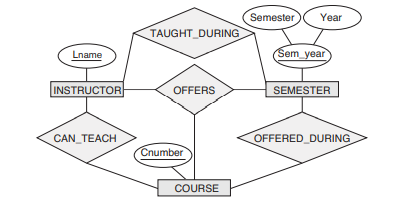 Semester
Year
TAUGHT_DURING
Lname
Sem_year
INSTRUCTOR
OFFERS
SEMESTER
CAN_TEACH
OFFERED_DURING
Cnumber
COURSE